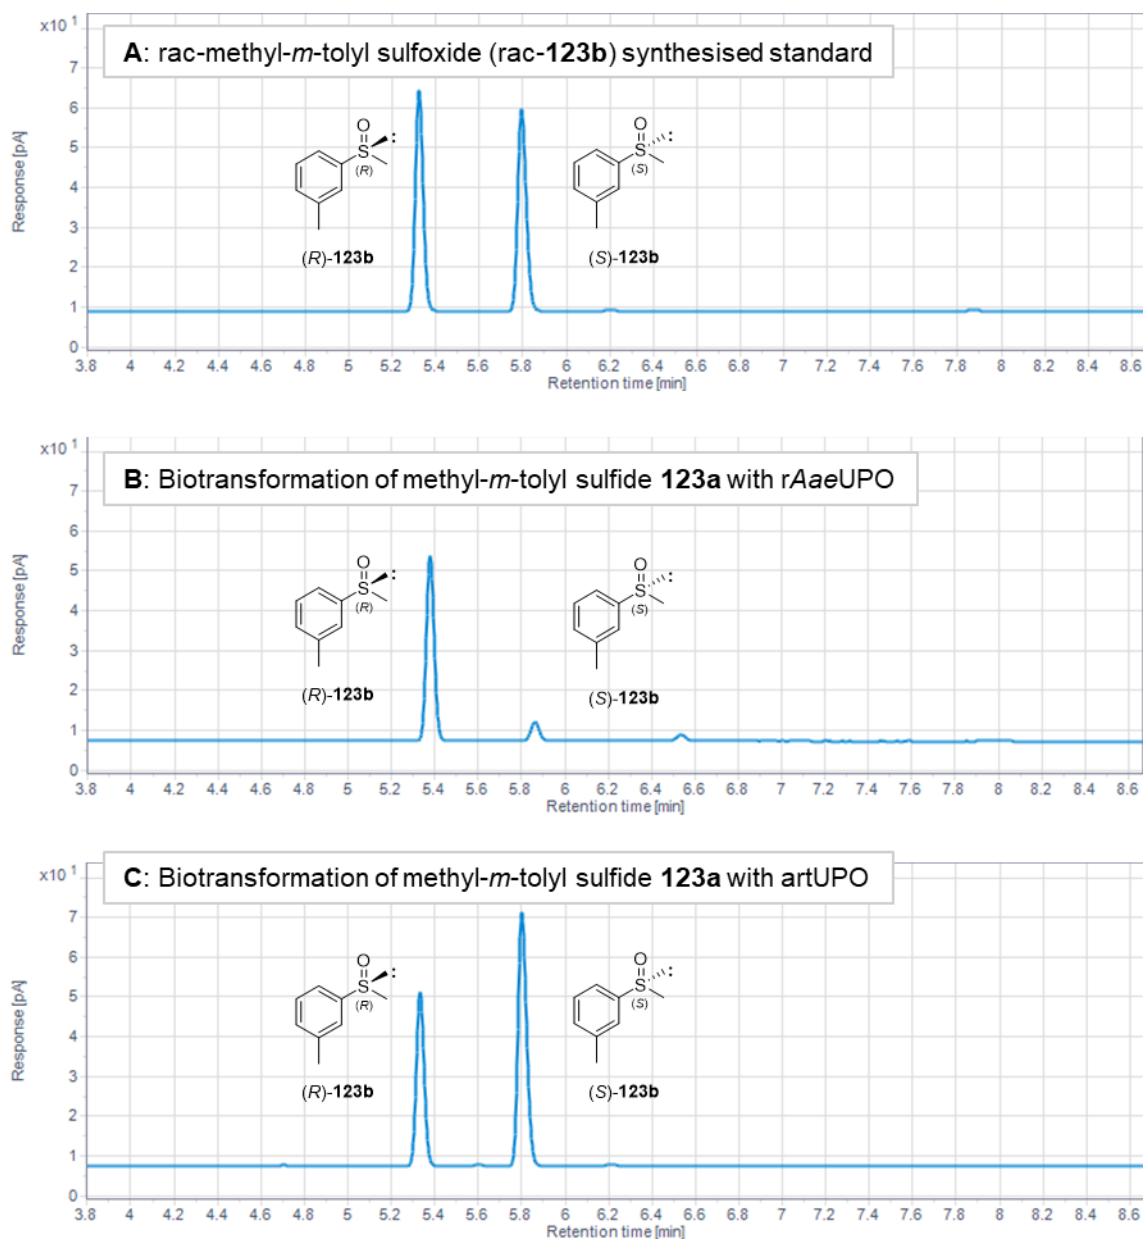 x10 1
A: rac-methyl-m-tolyl sulfoxide (rac-123b) synthesised standard
Response [pA]
7
6
5
4
3
2
1
0
O
S
(R)
:
(R)-123b
O
S
(S)
:
(S)-123b
3.8 4 4.2 4.4 4.6 4.8 5 5.2 5.4 5.6 5.8 6 6.2 6.4 6.6 6.8 7 7.2 7.4 7.6 7.8 8 8.2 8.4 8.6
Retention time [min]
x10 1
B: Biotransformation of methyl-m-tolyl sulfide 123a with rAaeUPO
Response [pA]
7
6
5
4
3
2
1
0
O
S
(R)
:
(R)-123b
O
S
(S)
:
(S)-123b
3.8 4 4.2 4.4 4.6 4.8 5 5.2 5.4 5.6 5.8 6 6.2 6.4 6.6 6.8 7 7.2 7.4 7.6 7.8 8 8.2 8.4 8.6
Retention time [min]
x10 1
C: Biotransformation of methyl-m-tolyl sulfide 123a with artUPO
Response [pA]
7
6
5
4
3
2
1
0
O
S
(R)
:
(R)-123b
O
S
(S)
:
(S)-123b
3.8 4 4.2 4.4 4.6 4.8 5 5.2 5.4 5.6 5.8 6 6.2 6.4 6.6 6.8 7 7.2 7.4 7.6 7.8 8 8.2 8.4 8.6
Retention time [min]